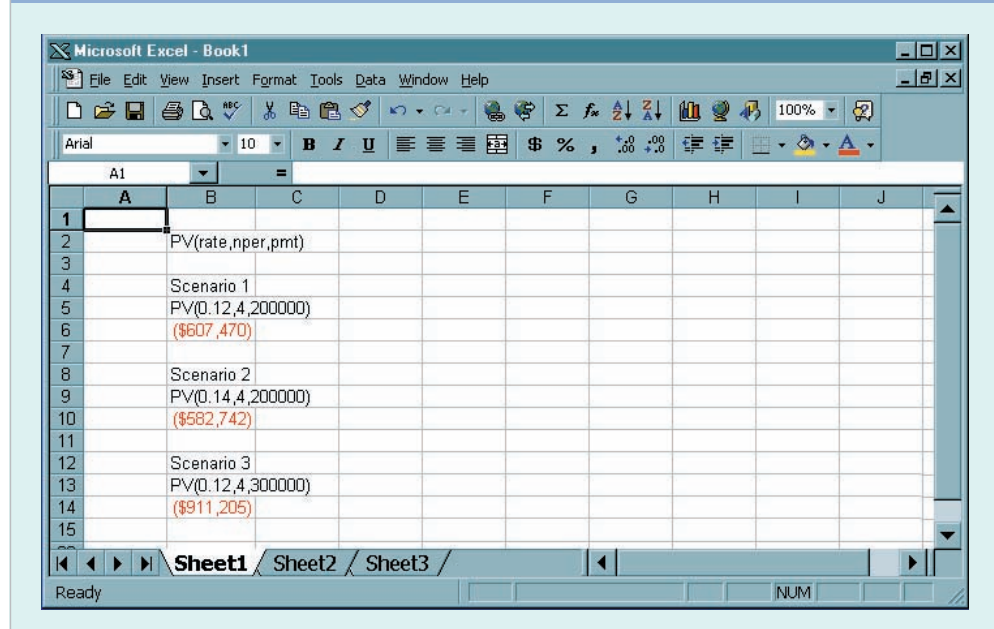 Microsoft Excel - Book1
File Edit View Insert Format Tools Data Window Help
ABC 100%
Arial 10 B I U $ % , .00 .00 A
A1 =
A B C D E F G H I J
1
2 PV(rate,nper,pmt)
3
4 Scenario 1
5 PV(0.12,4,200000)
6 ($607,470)
7
8 Scenario 2
9 PV(0.14,4,200000)
10 ($582,742)
11
12 Scenario 3
13 PV(0.12,4,300000)
14 ($911,205)
15
Sheet1 Sheet2 Sheet3
Ready NUM